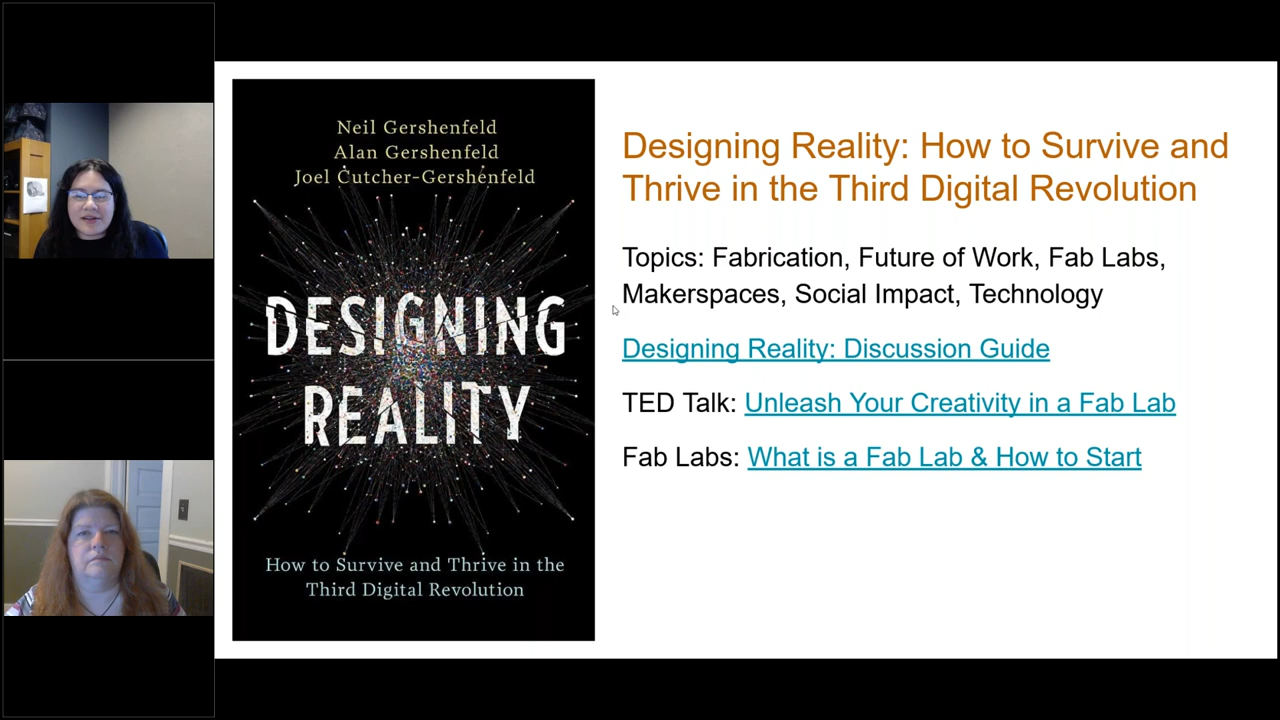 Neil Gershenfeld
Alan Gershenfeld
Joel Cutcher-Gershenfeld
DESIGNING
REALITY
How to Survive and Thrive in the
Third Digital Revolution
Designing Reality: How to Survive and
Thrive in the Third Digital Revolution
Topics: Fabrication, Future of Work, Fab Labs,
Makerspaces, Social Impact, Technology
Designing Reality: Discussion Guide
TED Talk: Unleash Your Creativity in a Fab Lab
Fab Labs: What is a Fab Lab & How to Start